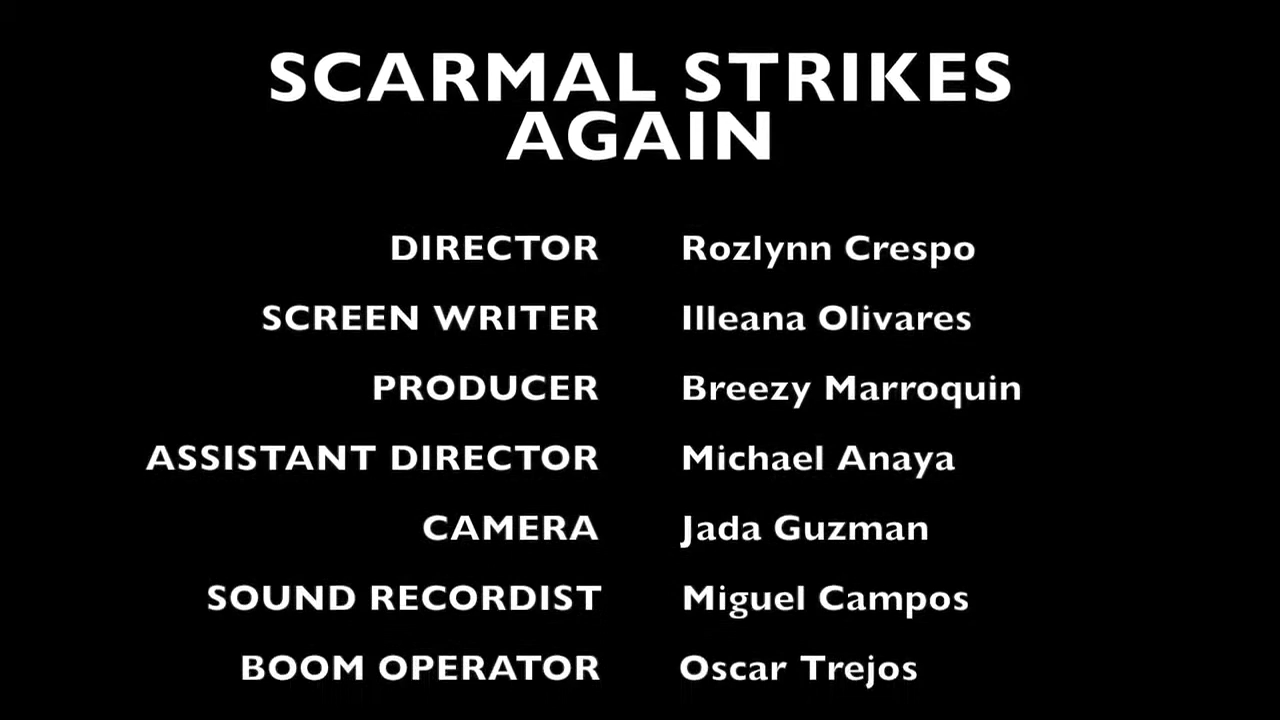 SCARMAL STRIKES
AGAIN
DIRECTOR Rozlynn Crespo
SCREEN WRITER Illeana Olivares
PRODUCER Breezy Marroquin
ASSISTANT DIRECTOR Michael Anaya
CAMERA Jada Guzman
SOUND RECORDIST Miguel Campos
BOOM OPERATOR Oscar Trejos